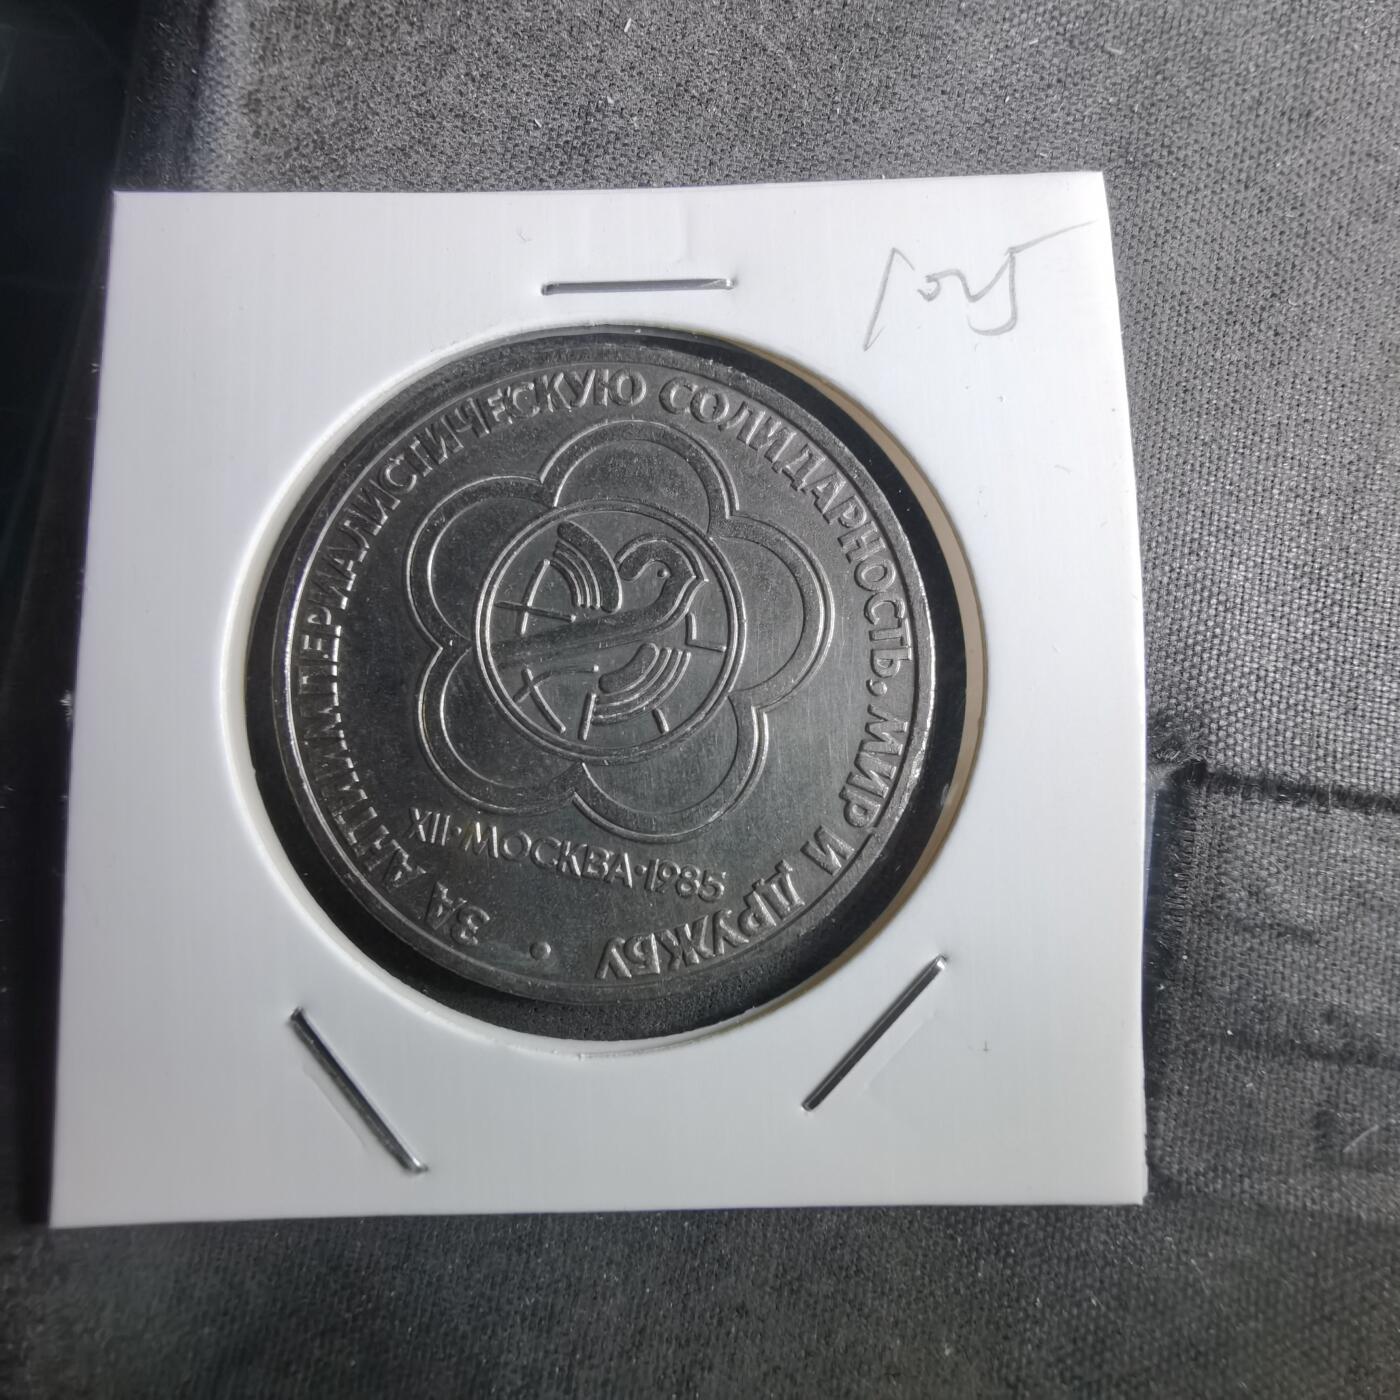 ЗА АНТИИМПЕРИАЛИСТИЧЕСКУЮ СОЛИДАРНОСТЬ. МИР И ДРУЖБУ •
XII•МОСКВА•1985